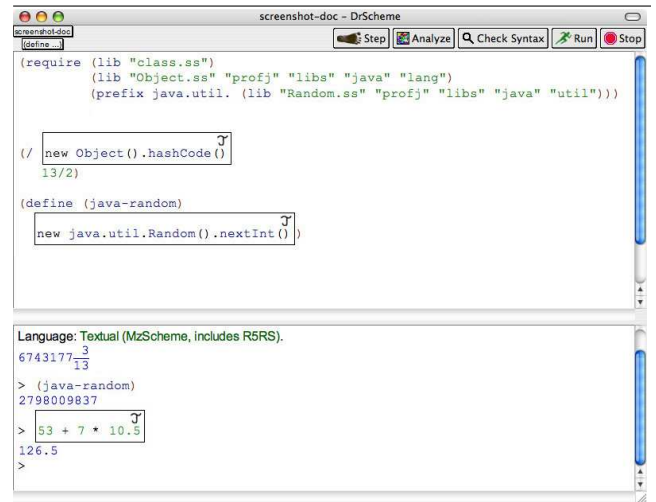 screenshot-doc - DrScheme
screenshot-doc
(define ...)
Step Analyze Check Syntax Run Stop
(require (lib "class.ss")
(lib "Object.ss" "profj" "libs" "java" "lang")
(prefix java.util. (lib "Random.ss" "profj" "libs" "java" "util")))
J
(/ new Object().hashCode()
13/2)
(define (java-random)
J
new java.util.Random().nextInt() )
Language: Textual (MzScheme, includes R5RS).
6743177 3/13
> (java-random)
2798009837
J
> 53 + 7 * 10.5
126.5
>